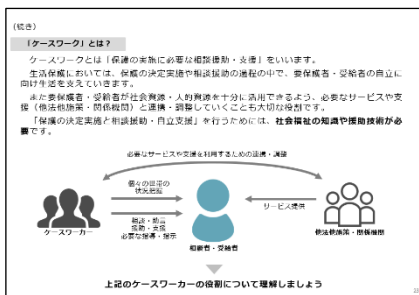 (続き)
「ケースワーク」とは？
ケースワークとは「保護の実施に必要な相談援助・支援」をいいます。
生活保護においては、保護の決定実施や相談援助の過程の中で、要保護者・受給者の自立に
向け生活を支えていきます。
また要保護者・受給者が社会資源・人的資源を十分に活用できるよう、必要なサービスや支
援（他法他施策・関係機関）と連携・調整していくことも大切な役割です。
「保護の決定実施と相談援助・自立支援」を行うためには、社会福祉の知識や援助技術が必
要です。
必要なサービスや支援を利用するための連携・調整
個々の世帯の
状況把握
サービス提供
相談・助言
援助・支援
必要な指導・指示
ケースワーカー
相談者・受給者
他法他施策・関係機関
上記のケースワーカーの役割について理解しましょう